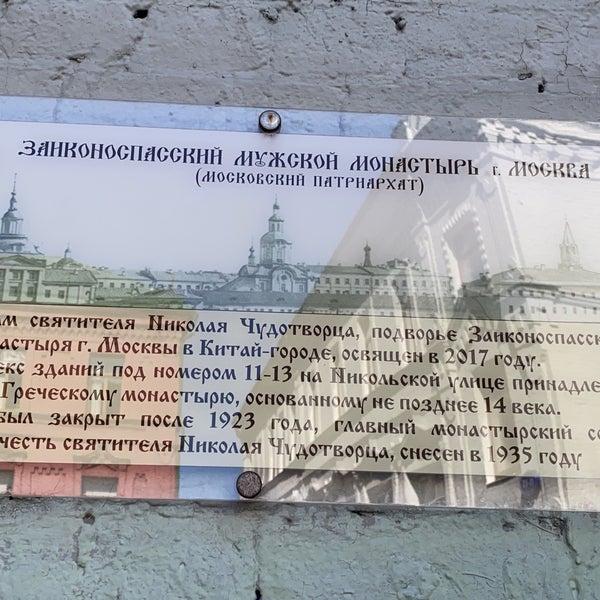 ЗАИКОНОСПАССКИЙ МУЖСКОЙ МОНАСТЫРЬ г. МОСКВА
(МОСКОВСКИЙ ПАТРИАРХАТ)
святителя Николая Чудотворца, подворье Заиконоспасск
астыря г. Москвы в Китай-городе, освящен в 2017 году.
екс зданий под номером 11-13 на Никольской улице принадле
Греческому монастырю, основанному не позднее 14 века.
был закрыт после 1923 года, главный монастырский со
честь святителя Николая Чудотворца, снесен в 1935 году